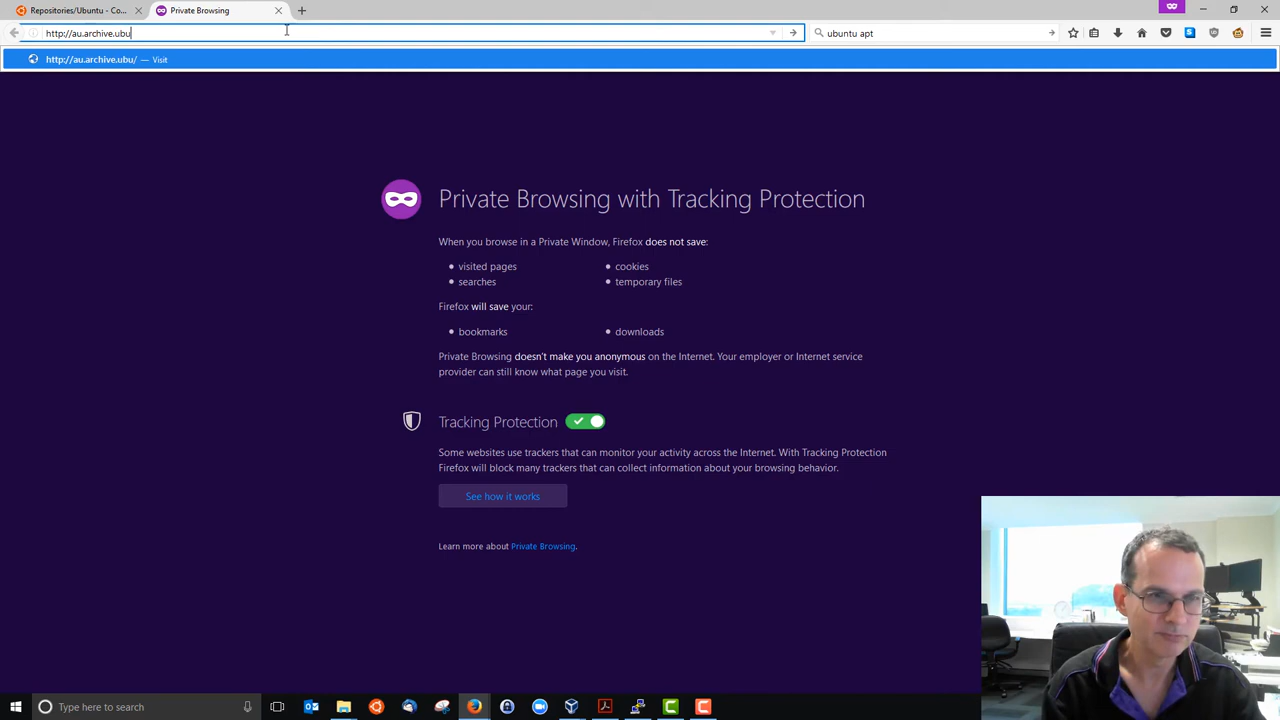 Repositories/Ubuntu - Co...
Private Browsing
http://au.archive.ubu
ubuntu apt
http://au.archive.ubu/ — Visit
Private Browsing with Tracking Protection
When you browse in a Private Window, Firefox does not save:
visited pages
cookies
searches
temporary files
Firefox will save your:
bookmarks
downloads
Private Browsing doesn't make you anonymous on the Internet. Your employer or Internet service
provider can still know what page you visit.
Tracking Protection
Some websites use trackers that can monitor your activity across the Internet. With Tracking Protection
Firefox will block many trackers that can collect information about your browsing behavior.
See how it works
Learn more about Private Browsing.
Type here to search